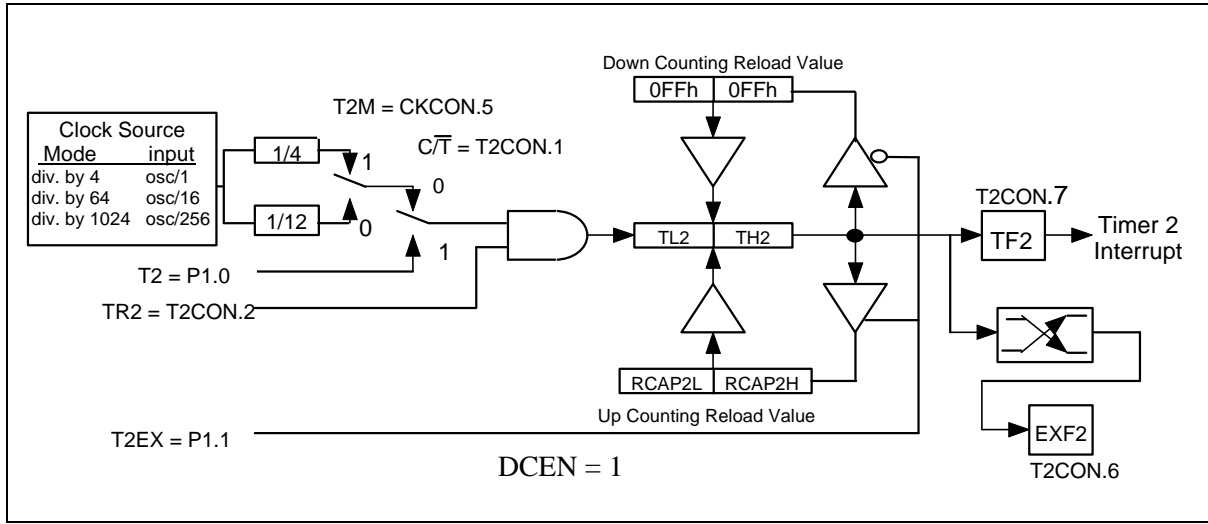 Down Counting Reload Value
0FFh 0FFh
T2M = CKCON.5
Clock Source
Mode input
div. by 4 osc/1
div. by 64 osc/16
div. by 1024 osc/256
1/4
1/12
1
0
C/T̅ = T2CON.1
0
1
T2 = P1.0
TR2 = T2CON.2
TL2 TH2
T2CON.7
TF2
Timer 2
Interrupt
RCAP2L RCAP2H
Up Counting Reload Value
T2EX = P1.1
EXF2
T2CON.6
DCEN = 1